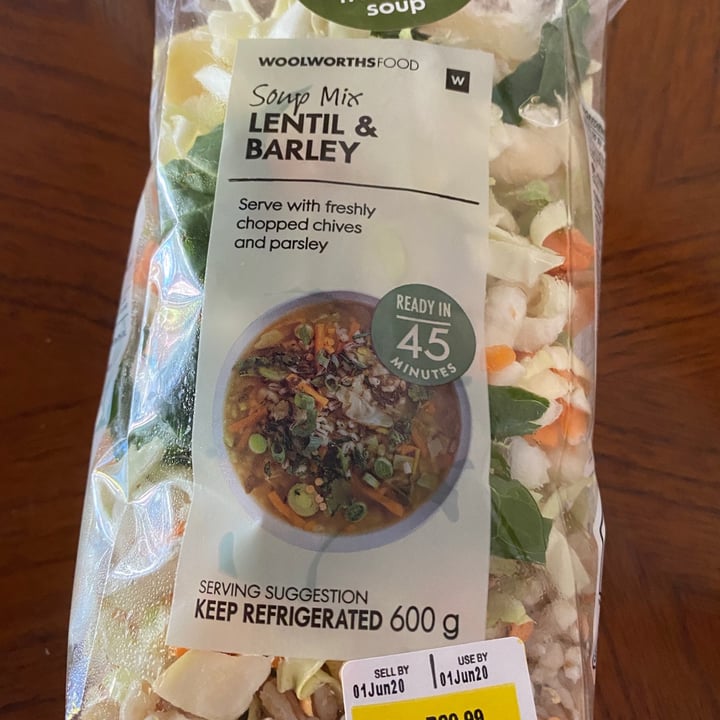 soup
WOOLWORTHSFOOD
W
Soup Mix
LENTIL &
BARLEY
Serve with freshly
chopped chives
and parsley
READY IN
45
MINUTES
SERVING SUGGESTION
KEEP REFRIGERATED 600 g
SELL BY USE BY
01Jun20 01Jun20